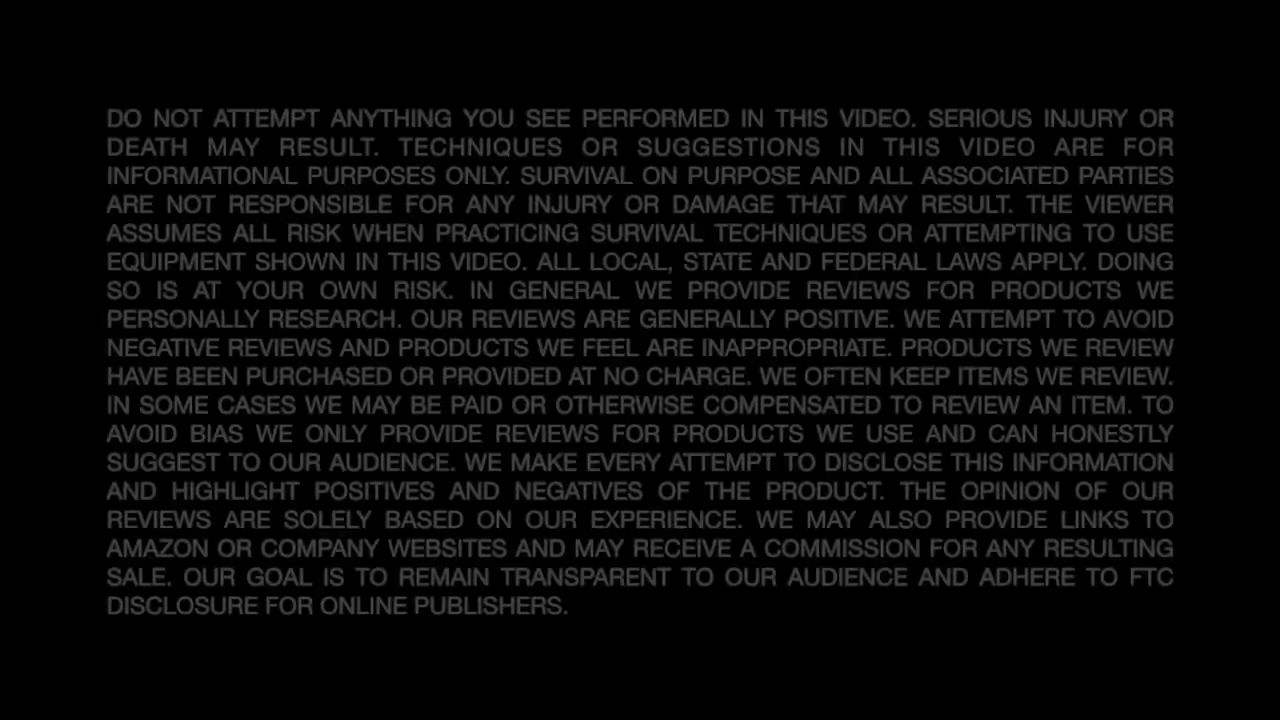 DO NOT ATTEMPT ANYTHING YOU SEE PERFORMED IN THIS VIDEO. SERIOUS INJURY OR
DEATH MAY RESULT. TECHNIQUES OR SUGGESTIONS IN THIS VIDEO ARE FOR
INFORMATIONAL PURPOSES ONLY. SURVIVAL ON PURPOSE AND ALL ASSOCIATED PARTIES
ARE NOT RESPONSIBLE FOR ANY INJURY OR DAMAGE THAT MAY RESULT. THE VIEWER
ASSUMES ALL RISK WHEN PRACTICING SURVIVAL TECHNIQUES OR ATTEMPTING TO USE
EQUIPMENT SHOWN IN THIS VIDEO. ALL LOCAL, STATE AND FEDERAL LAWS APPLY. DOING
SO IS AT YOUR OWN RISK. IN GENERAL WE PROVIDE REVIEWS FOR PRODUCTS WE
PERSONALLY RESEARCH. OUR REVIEWS ARE GENERALLY POSITIVE. WE ATTEMPT TO AVOID
NEGATIVE REVIEWS AND PRODUCTS WE FEEL ARE INAPPROPRIATE. PRODUCTS WE REVIEW
HAVE BEEN PURCHASED OR PROVIDED AT NO CHARGE. WE OFTEN KEEP ITEMS WE REVIEW.
IN SOME CASES WE MAY BE PAID OR OTHERWISE COMPENSATED TO REVIEW AN ITEM. TO
AVOID BIAS WE ONLY PROVIDE REVIEWS FOR PRODUCTS WE USE AND CAN HONESTLY
SUGGEST TO OUR AUDIENCE. WE MAKE EVERY ATTEMPT TO DISCLOSE THIS INFORMATION
AND HIGHLIGHT POSITIVES AND NEGATIVES OF THE PRODUCT. THE OPINION OF OUR
REVIEWS ARE SOLELY BASED ON OUR EXPERIENCE. WE MAY ALSO PROVIDE LINKS TO
AMAZON OR COMPANY WEBSITES AND MAY RECEIVE A COMMISSION FOR ANY RESULTING
SALE. OUR GOAL IS TO REMAIN TRANSPARENT TO OUR AUDIENCE AND ADHERE TO FTC
DISCLOSURE FOR ONLINE PUBLISHERS.